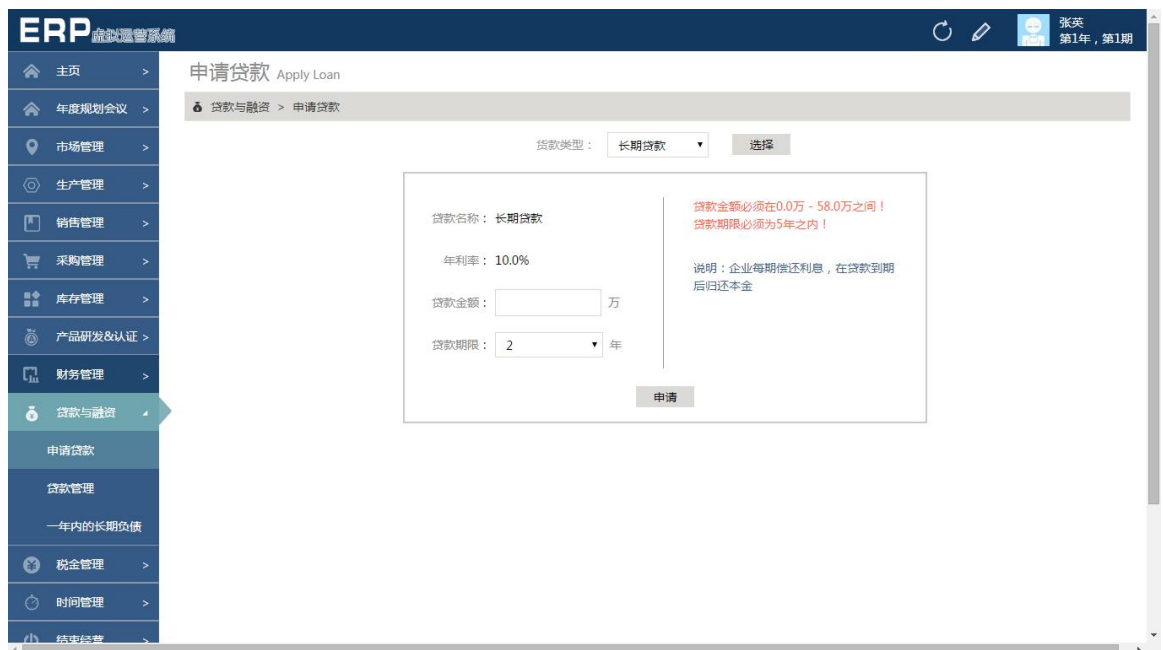 ERP虚拟运营系统
张英
第1年，第1期
主页 >
年度规划会议 >
市场管理 >
生产管理 >
销售管理 >
采购管理 >
库存管理 >
产品研发&认证 >
财务管理 >
贷款与融资
申请贷款
贷款管理
一年内的长期负债
税金管理 >
时间管理 >
结束经营 >
申请贷款 Apply Loan
贷款与融资 > 申请贷款
贷款类型： 长期贷款 选择
贷款名称：长期贷款
年利率：10.0%
贷款金额： 万
贷款期限： 2 年
贷款金额必须在0.0万 - 58.0万之间！
贷款期限必须为5年之内！
说明：企业每期偿还利息，在贷款到期
后归还本金
申请